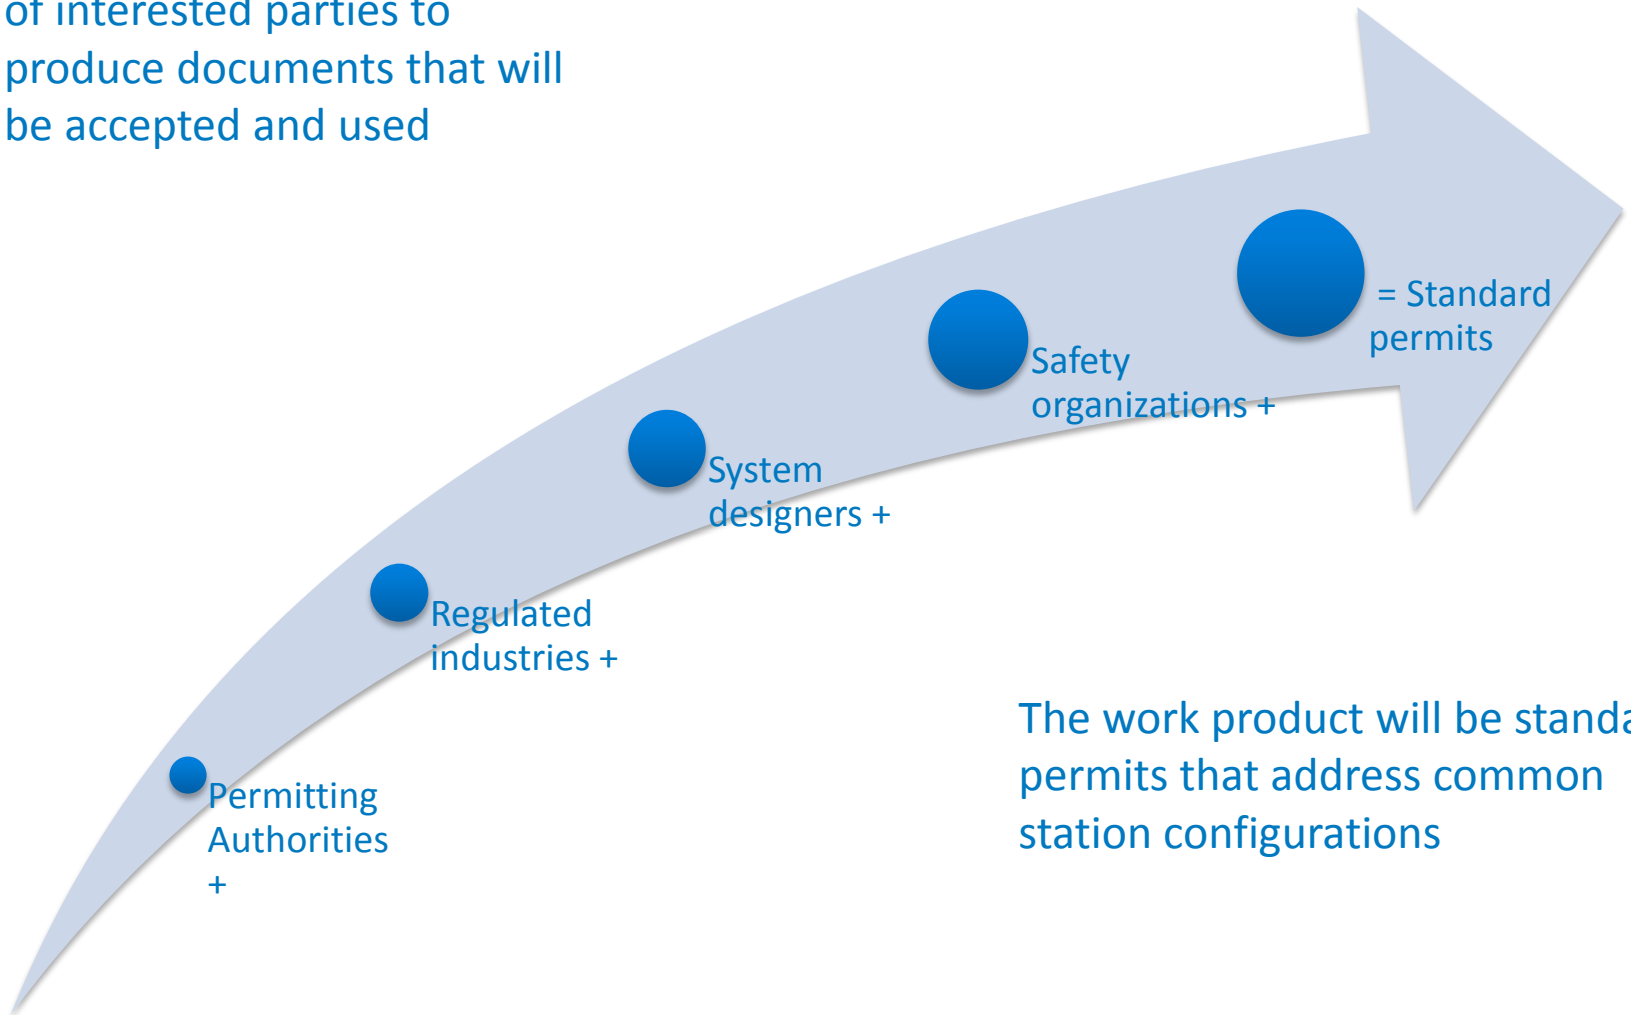 of interested parties to
produce documents that will
be accepted and used
= Standard
permits
Safety
organizations +
System
designers +
Regulated
industries +
The work product will be
permits that address common
station configurations
Permitting
Authorities
+